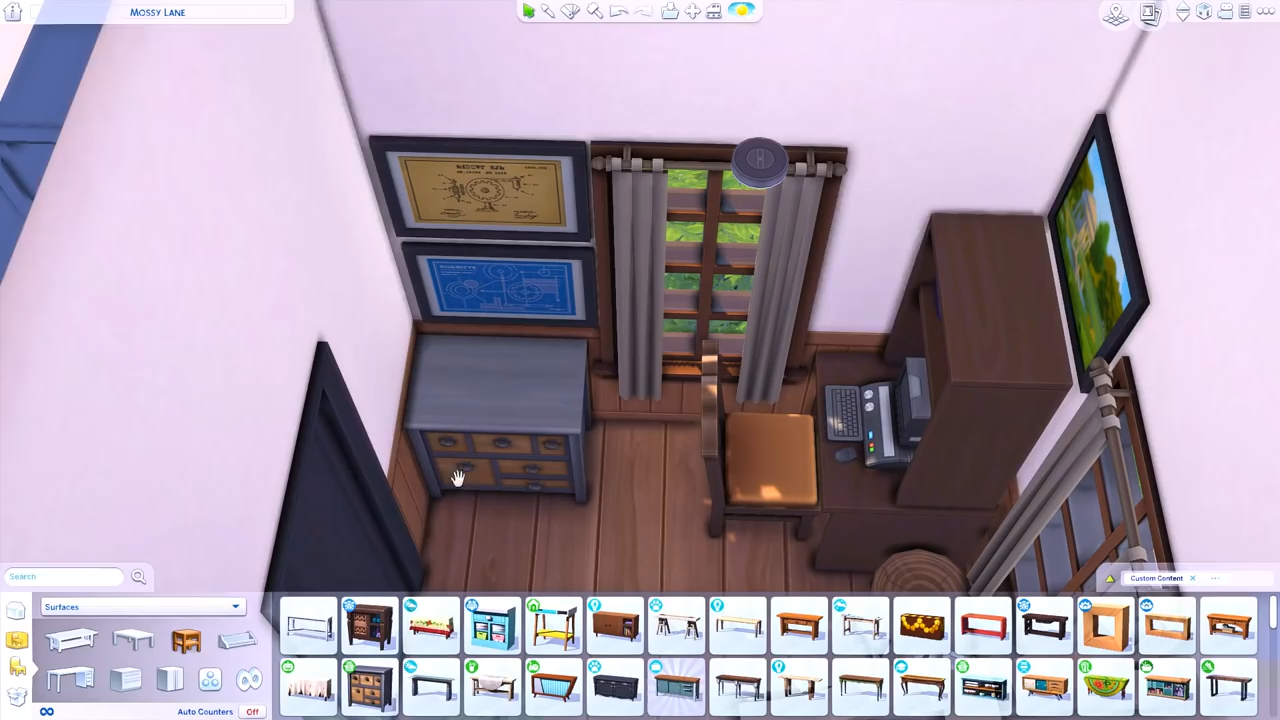 Mossy Lane
Search
Custom Content
Surfaces
Auto Counters
Off